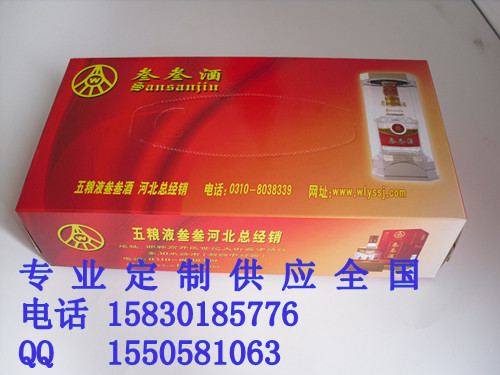 叁叁酒
Sansanjiu
叁叁酒
五粮液叁叁酒 河北总经销 电话:0310-8038339 网址:www.wlyssj.com
五粮液叁叁河北总经销
专业定制供应全国
电话 15830185776
QQ 1550581063